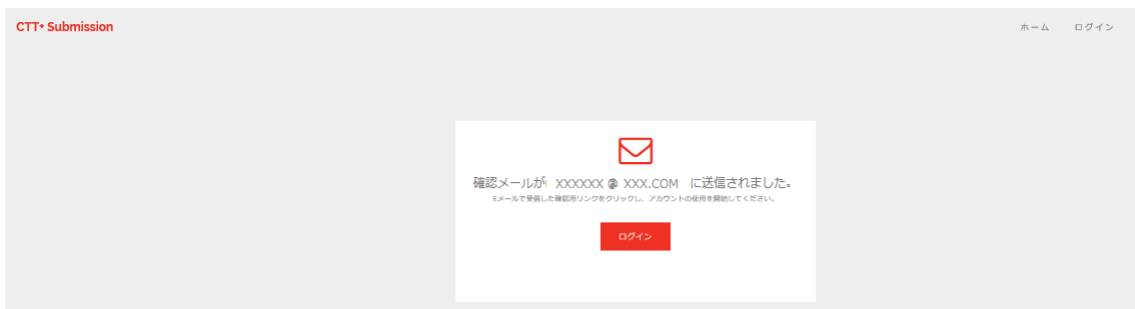 CTT+ Submission
ホーム ログイン
確認メールが XXXXXX @ XXX.COM に送信されました。
Eメールで受信した確認用リンクをクリックし、アカウントの使用を開始してください。
ログイン